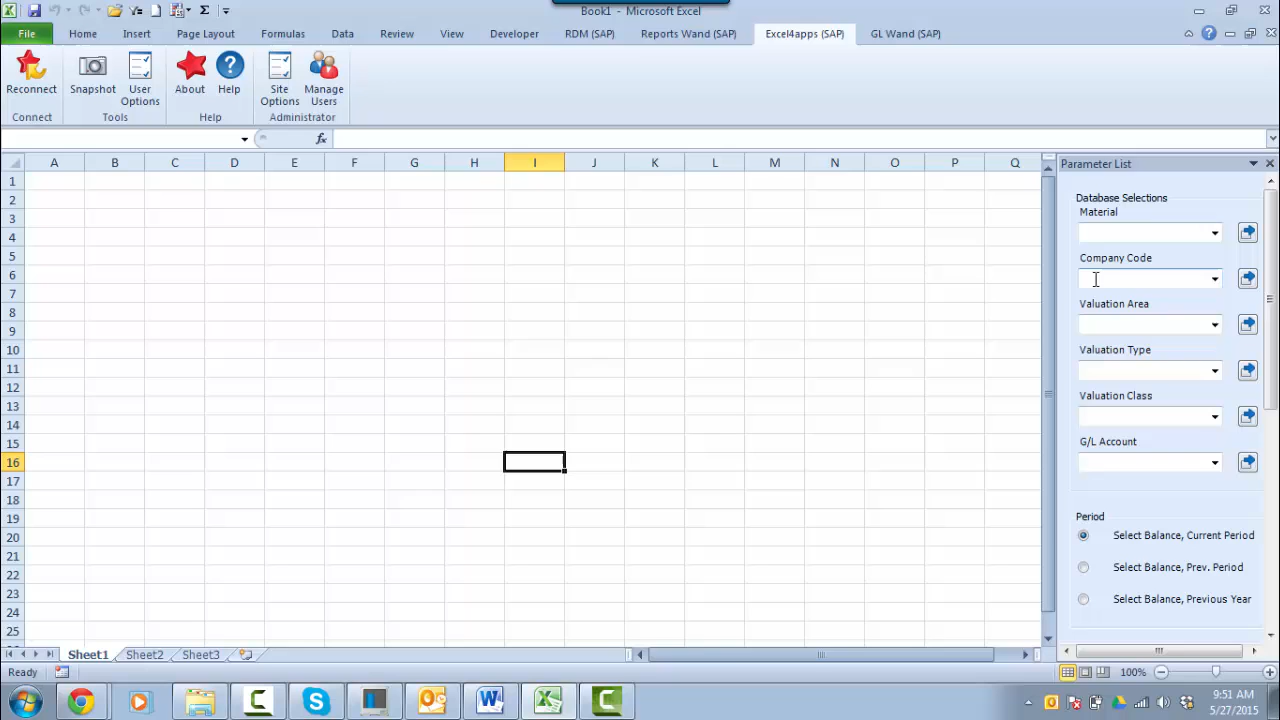 Book1 - Microsoft Excel
File Home Insert Page Layout Formulas Data Review View Developer RDM (SAP) Reports Wand (SAP) Excel4apps (SAP) GL Wand (SAP)
Reconnect Snapshot User Options About Help Site Options Manage Users
Connect Tools Help Administrator
fx
A B C D E F G H I J K L M N O P Q
Parameter List
1
2
3
4
5
6
7
8
9
10
11
12
13
14
15
16
17
18
19
20
21
22
23
24
25
Database Selections
Material
Company Code
Valuation Area
Valuation Type
Valuation Class
G/L Account
Period
Select Balance, Current Period
Select Balance, Prev. Period
Select Balance, Previous Year
Sheet1 Sheet2 Sheet3
Ready 100%
9:51 AM
5/27/2015